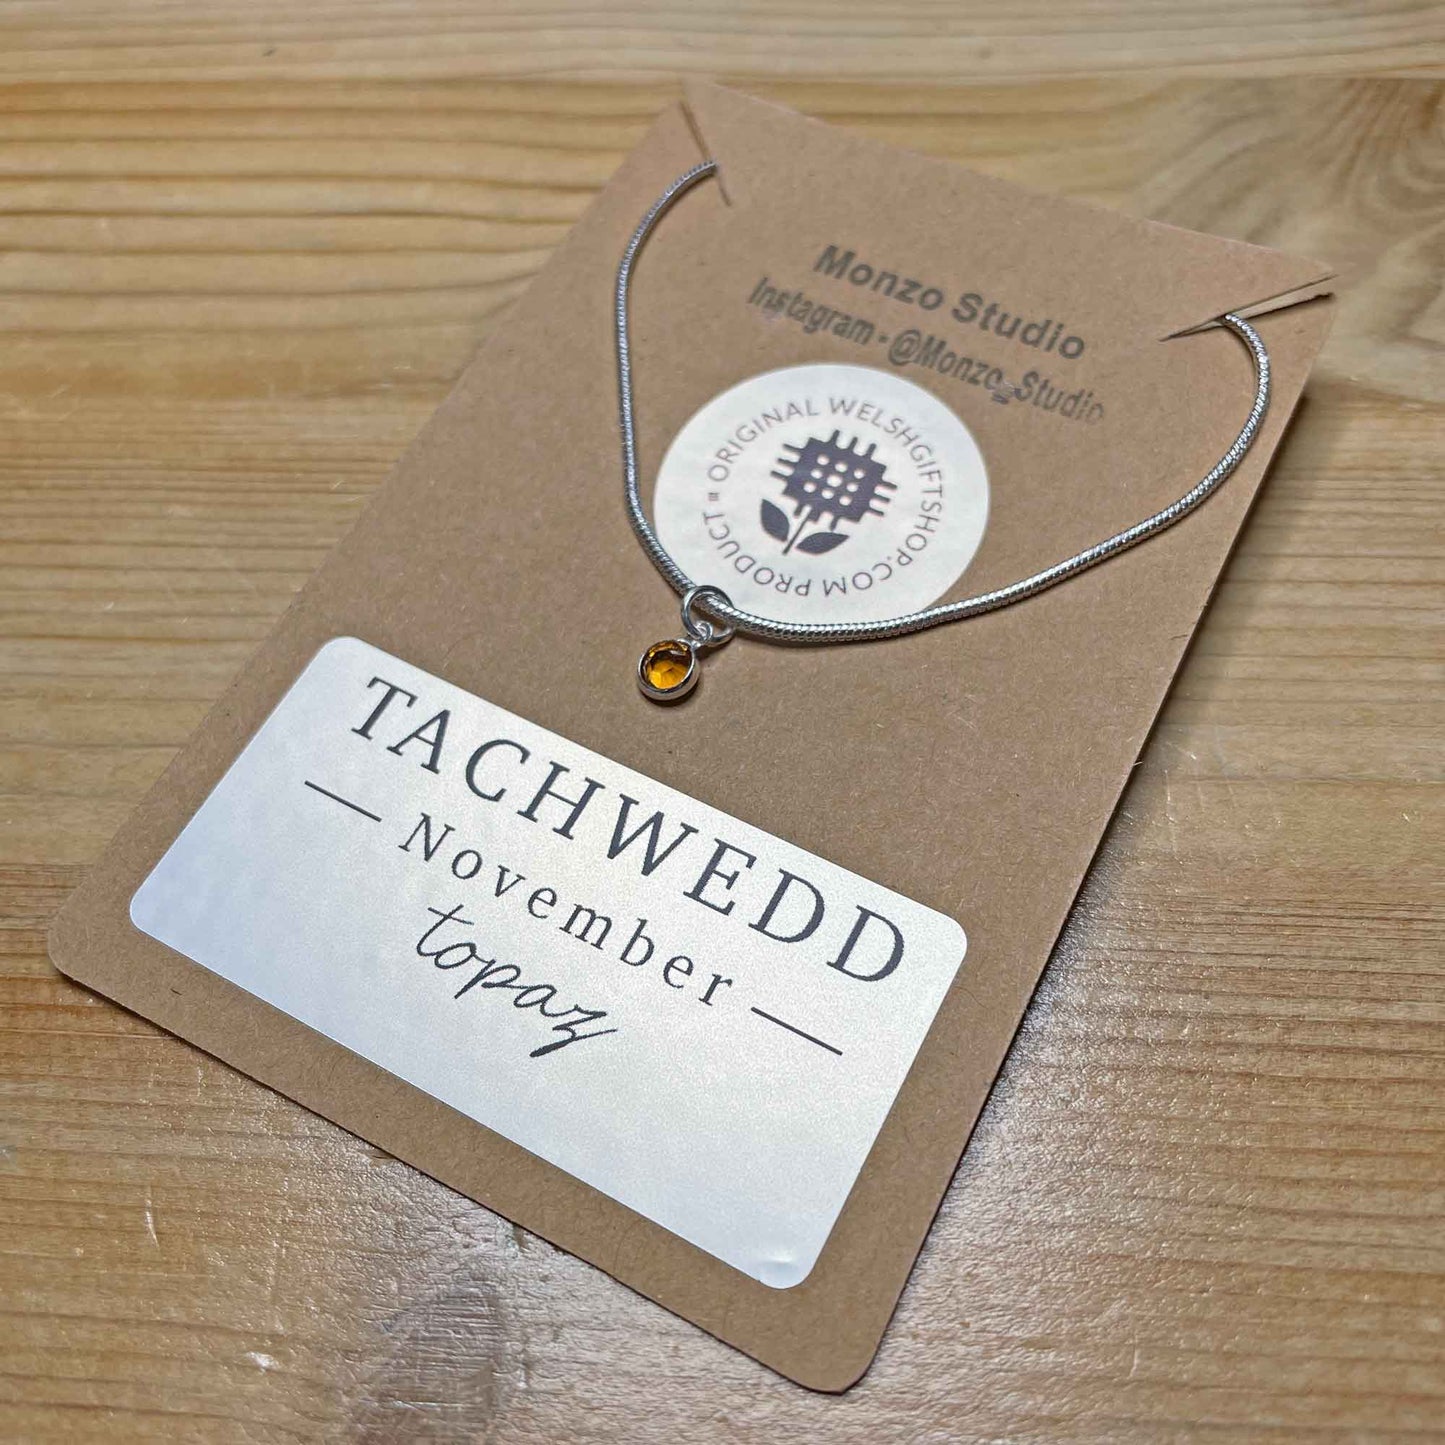 Monzo Studio
Instagram - @Monzo_Studio
ORIGINAL WELSHGIFTSHOP.COM PRODUCT
TACHWEDD
November
topaz